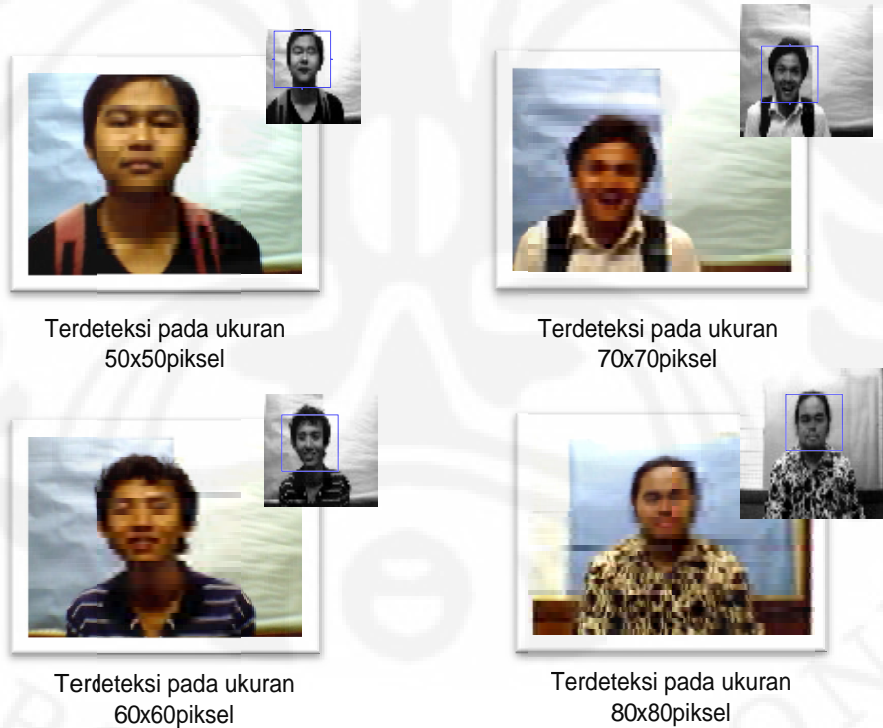 Terdeteksi pada ukuran
50x50piksel
Terdeteksi pada ukuran
70x70piksel
Terdeteksi pada ukuran
60x60piksel
Terdeteksi pada ukuran
80x80piksel